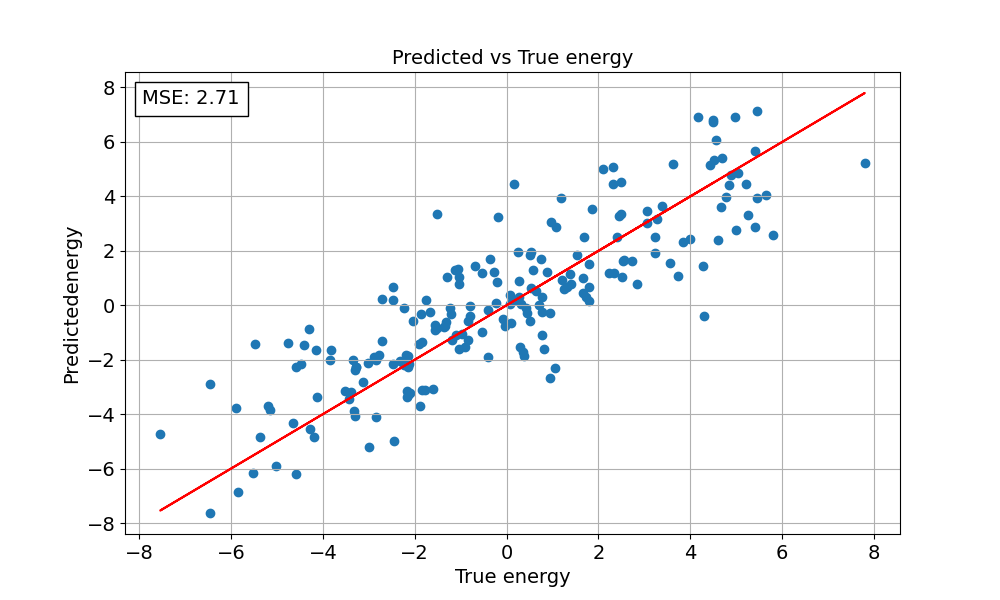 Predicted vs True energy
MSE: 2.71
8
6
4
2
0
−2
−4
−6
−8
Predictedenergy
−8 −6 −4 −2 0 2 4 6 8
True energy